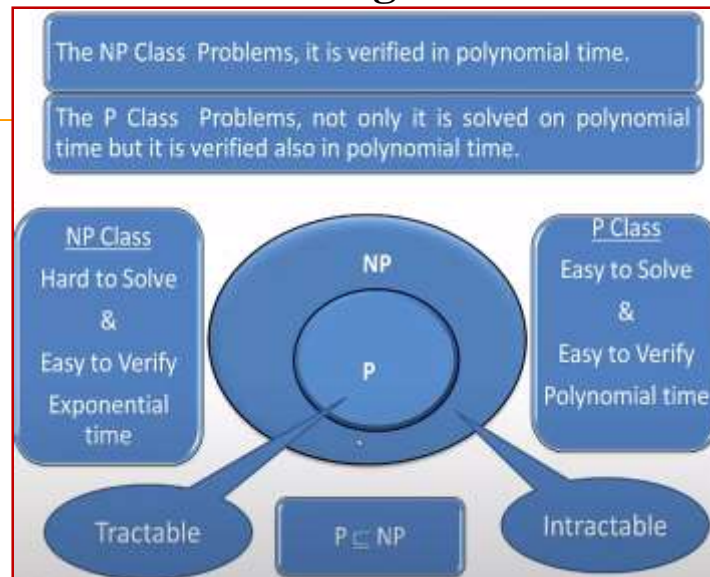 The NP Class Problems, it is verified in polynomial time.
The P Class Problems, not only it is solved on polynomial
time but it is verified also in polynomial time.
NP Class
Hard to Solve
&
Easy to Verify
Exponential
time
NP
P
P Class
Easy to Solve
&
Easy to Verify
Polynomial time
Tractable
P ⊆ NP
Intractable